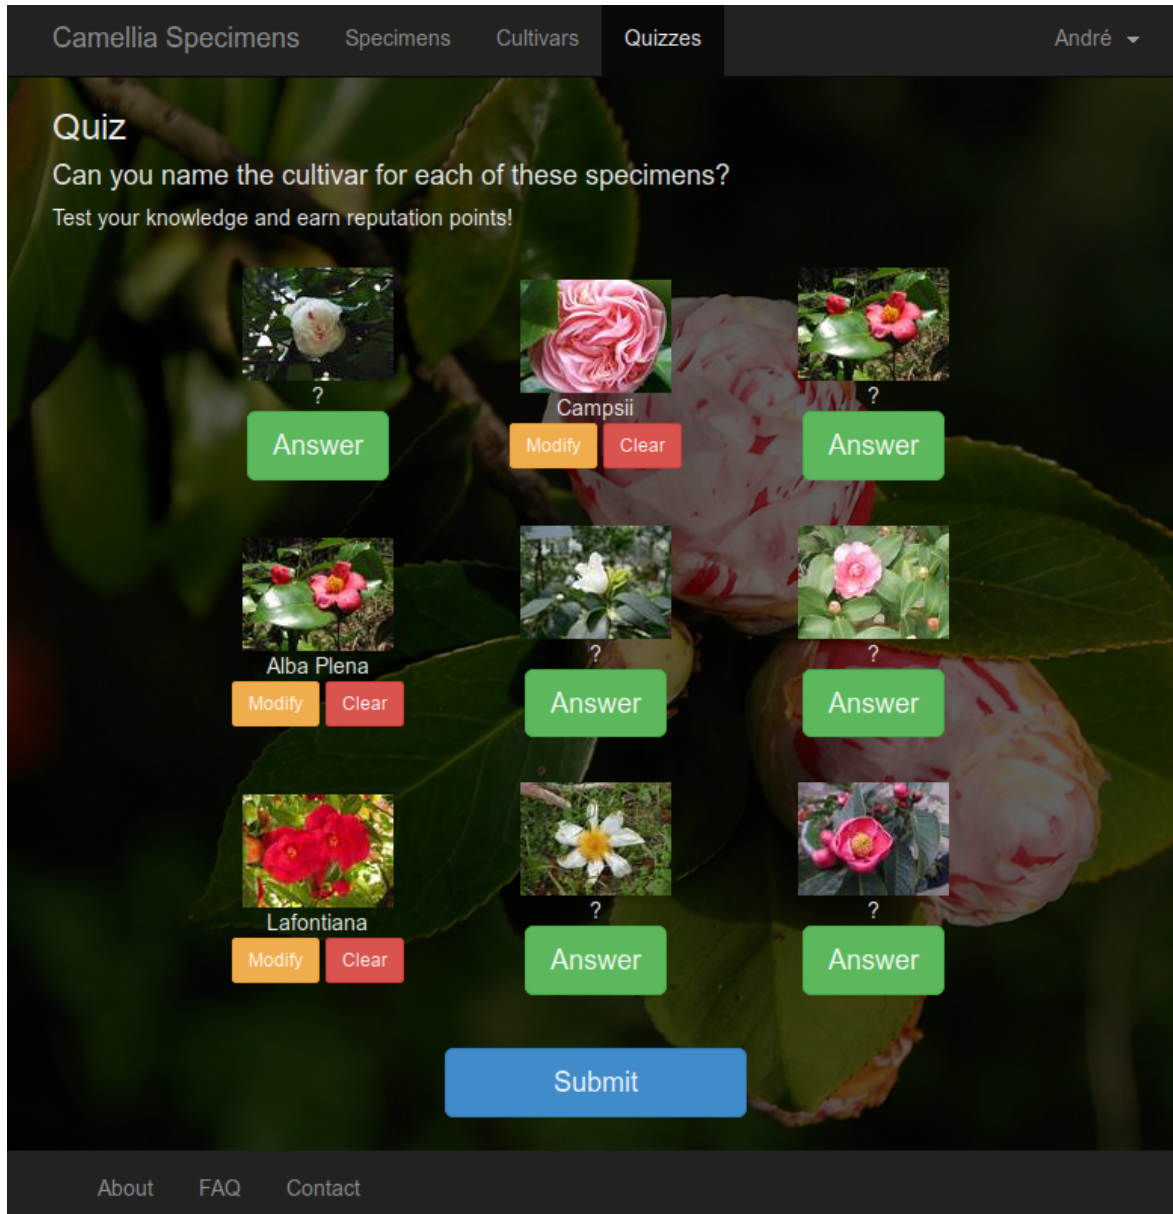 Camellia Specimens Specimens Cultivars Quizzes André
Quiz
Can you name the cultivar for each of these specimens?
Test your knowledge and earn reputation points!
? Campsii ?
Answer Modify Clear Answer
Alba Plena ? ?
Modify Clear Answer Answer
Lafontiana ? ?
Modify Clear Answer Answer
Submit
About FAQ Contact